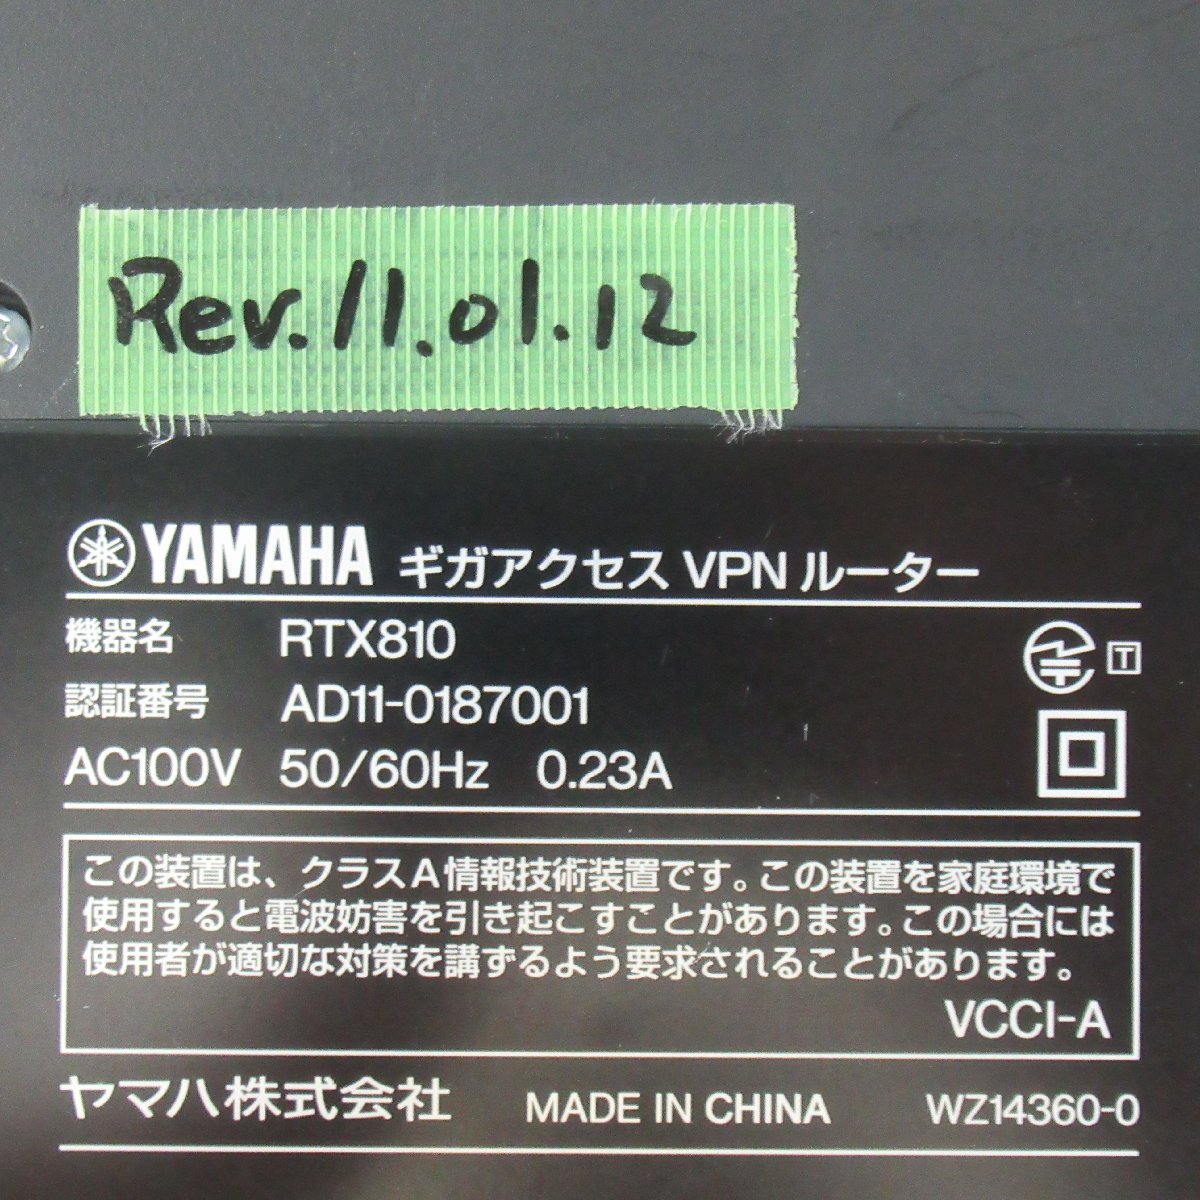 Rev.11.01.12
YAMAHA ギガアクセス VPN ルーター
機器名 RTX810
認証番号 AD11-0187001
T
AC100V 50/60Hz 0.23A
この装置は、クラスA情報技術装置です。この装置を家庭環境で
使用すると電波妨害を引き起こすことがあります。この場合には
使用者が適切な対策を講ずるよう要求されることがあります。
VCCI-A
ヤマハ株式会社 MADE IN CHINA WZ14360-0